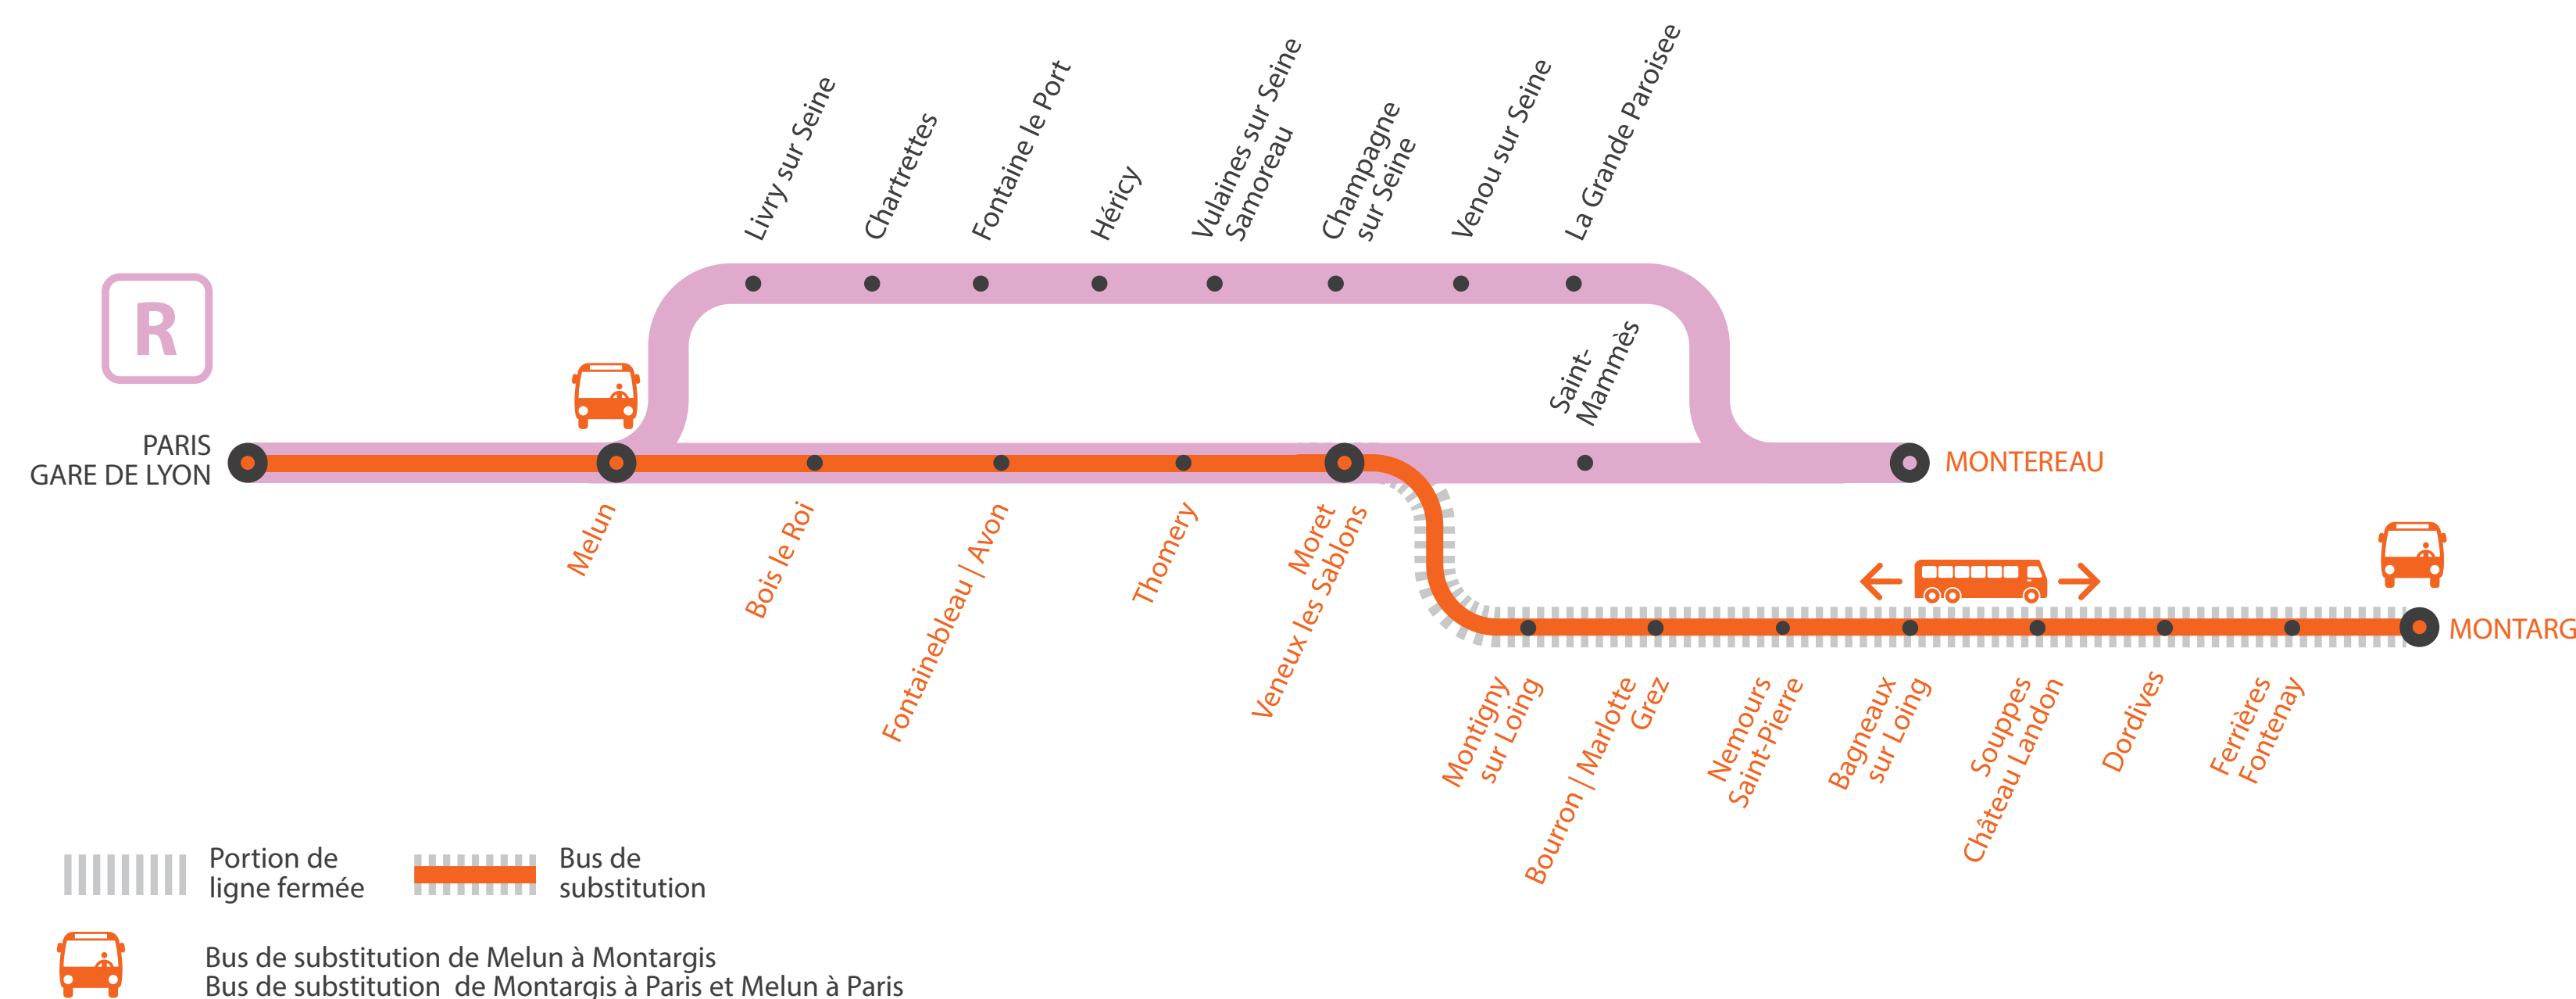 Livry sur Seine
Chartrettes
Fontaine le Port
Héricy
Vulaines sur Seine
Samoreau
Champagne
sur Seine
Venou sur Seine
La Grande Paroisee
R
Saint-
Mammès
PARIS
GARE DE LYON
MONTEREAU
Melun
Bois le Roi
Fontainebleau | Avon
Thomery
Moret
Veneux les Sablons
MONTARG
Montigny
sur Loing
Bourron | Marlotte
Grez
Nemours
Saint-Pierre
Bagneaux
sur Loing
Souppes
Château Landon
Dordives
Ferrières
Fontenay
Portion de
ligne fermée
Bus de
substitution
Bus de substitution de Melun à Montargis
Bus de substitution de Montargis à Paris et Melun à Paris